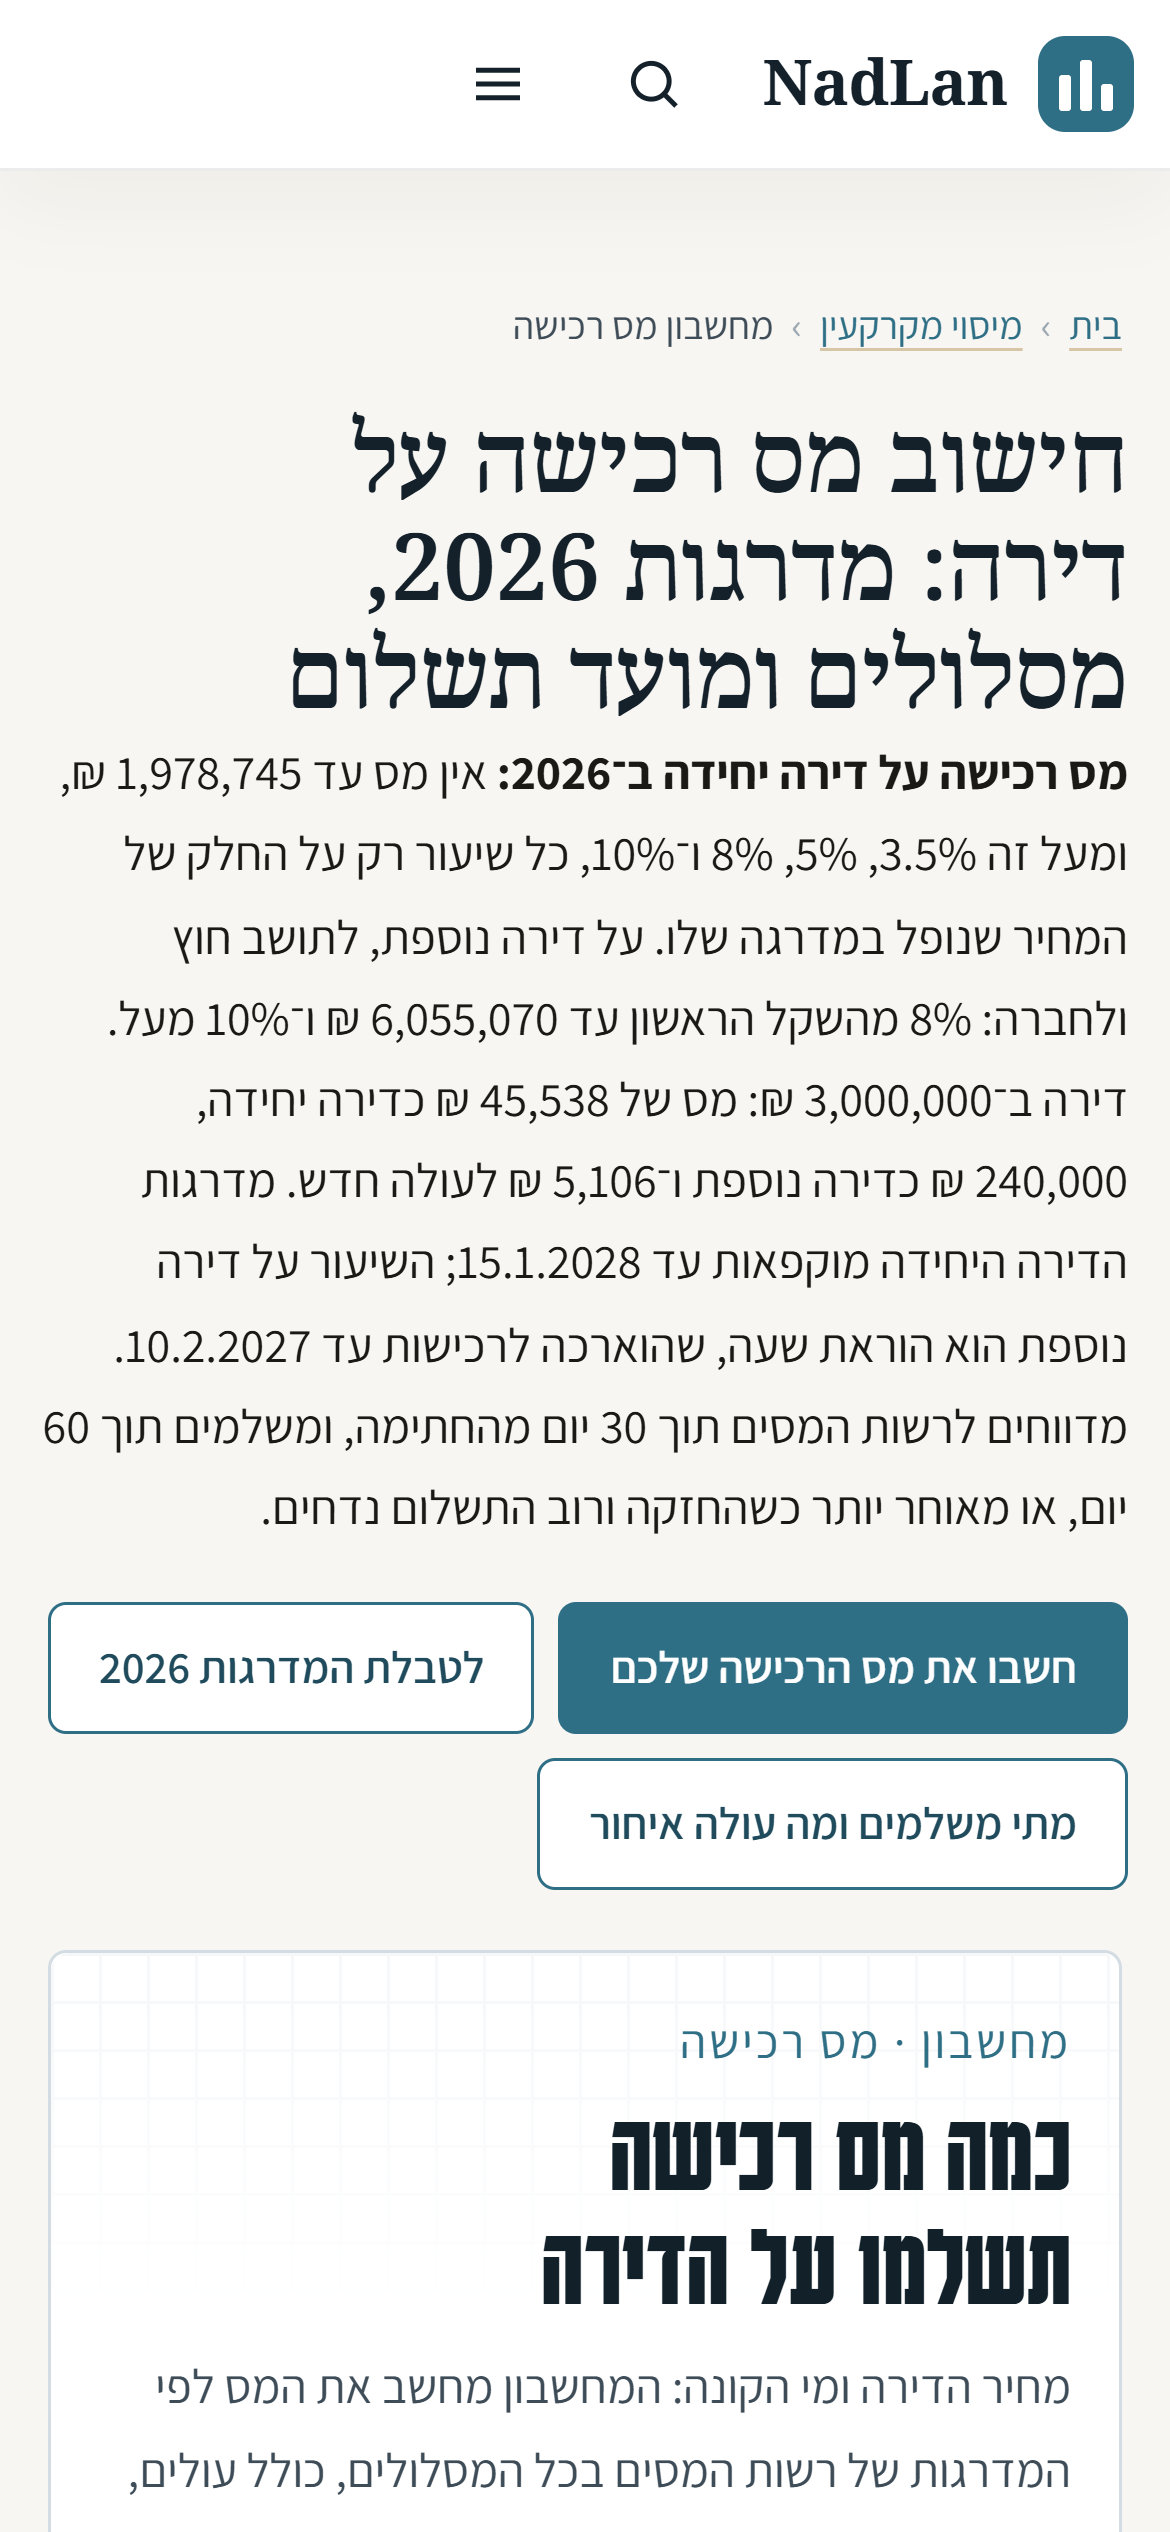 NadLan
בית › מיסוי מקרקעין › מחשבון מס רכישה
חישוב מס רכישה על
דירה: מדרגות 2026,
מסלולים ומועד תשלום
מס רכישה על דירה יחידה ב־2026: אין מס עד 1,978,745 ₪,
ומעל זה 3.5%, 5%, 8% ו־10%, כל שיעור רק על החלק של
המחיר שנופל במדרגה שלו. על דירה נוספת, לתושב חוץ
ולחברה: 8% מהשקל הראשון עד 6,055,070 ₪ ו־10% מעל.
דירה ב־3,000,000 ₪: מס של 45,538 ₪ כדירה יחידה,
240,000 ₪ כדירה נוספת ו־5,106 ₪ לעולה חדש. מדרגות
הדירה היחידה מוקפאות עד 15.1.2028; השיעור על דירה
נוספת הוא הוראת שעה, שהוארכה לרכישות עד 10.2.2027.
מדווחים לרשות המסים תוך 30 יום מהחתימה, ומשלמים תוך 60
יום, או מאוחר יותר כשהחזקה ורוב התשלום נדחים.
חשבו את מס הרכישה שלכם
לטבלת המדרגות 2026
מתי משלמים ומה עולה איחור
מחשבון · מס רכישה
כמה מס רכישה
תשלמו על הדירה
מחיר הדירה ומי הקונה: המחשבון מחשב את המס לפי
המדרגות של רשות המסים בכל המסלולים, כולל עולים,